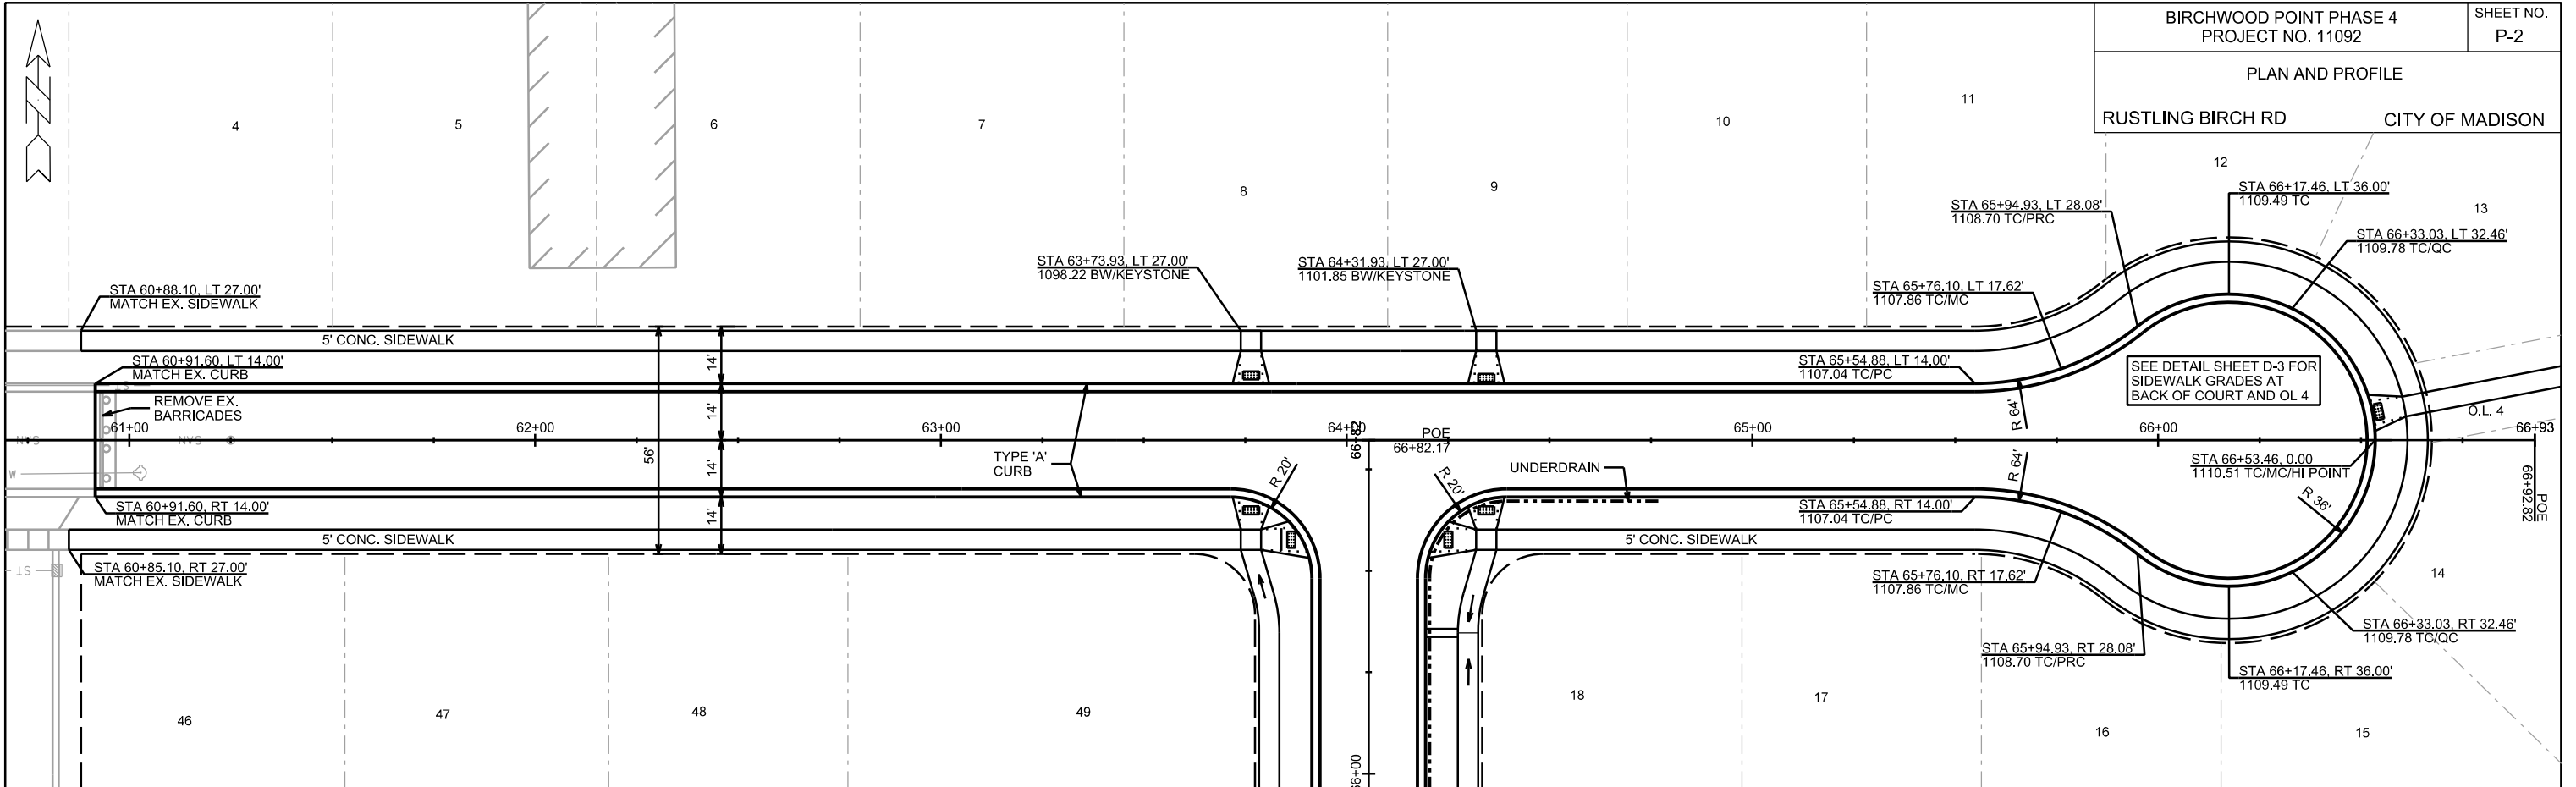 BIRCHWOOD POINT PHASE 4
PROJECT NO. 11092
SHEET NO.
P-2
PLAN AND PROFILE
RUSTLING BIRCH RD
CITY OF MADISON
4
5
6
7
8
9
10
11
12
13
STA 66+17.46, LT 36.00'
1109.49 TC
STA 65+94.93, LT 28.08'
1108.70 TC/PRC
STA 66+33.03, LT 32.46'
1109.78 TC/QC
STA 63+73.93, LT 27.00'
1098.22 BW/KEYSTONE
STA 64+31.93, LT 27.00'
1101.85 BW/KEYSTONE
STA 65+76.10, LT 17.62'
1107.86 TC/MC
STA 60+88.10, LT 27.00'
MATCH EX. SIDEWALK
5' CONC. SIDEWALK
STA 60+91.60, LT 14.00'
MATCH EX. CURB
ST
14'
STA 65+54.88, LT 14.00'
1107.04 TC/PC
SEE DETAIL SHEET D-3 FOR
SIDEWALK GRADES AT
BACK OF COURT AND OL 4
REMOVE EX.
BARRICADES
14'
R 64'
O.L. 4
61+00
62+00
63+00
64+00
65+00
66+00
66+93
SAN
SAN
66+82
POE
66+82.17
56'
14'
TYPE 'A'
CURB
R 20'
R 20'
UNDERDRAIN
R 64'
STA 66+53.46, 0.00
1110.51 TC/MC/HI POINT
POE
66+92.82
W
R 36'
STA 60+91.60, RT 14.00'
MATCH EX. CURB
14'
STA 65+54.88, RT 14.00'
1107.04 TC/PC
5' CONC. SIDEWALK
5' CONC. SIDEWALK
ST
STA 60+85.10, RT 27.00'
MATCH EX. SIDEWALK
STA 65+76.10, RT 17.62'
1107.86 TC/MC
14
STA 66+33.03, RT 32.46'
1109.78 TC/QC
STA 65+94.93, RT 28.08'
1108.70 TC/PRC
STA 66+17.46, RT 36.00'
1109.49 TC
46
47
48
49
18
17
16
15
66+00